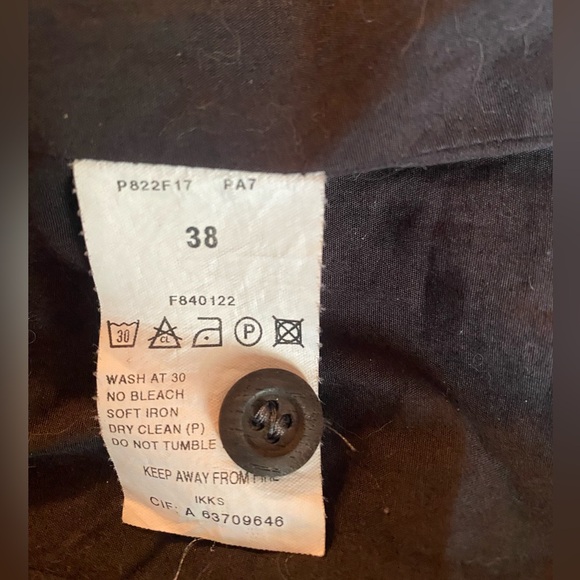 P822F17 PA7
38
F840122
30 CL P
WASH AT 30
NO BLEACH
SOFT IRON
DRY CLEAN (P)
DO NOT TUMBLE
KEEP AWAY FROM
IKKS
CIF: A 63709646